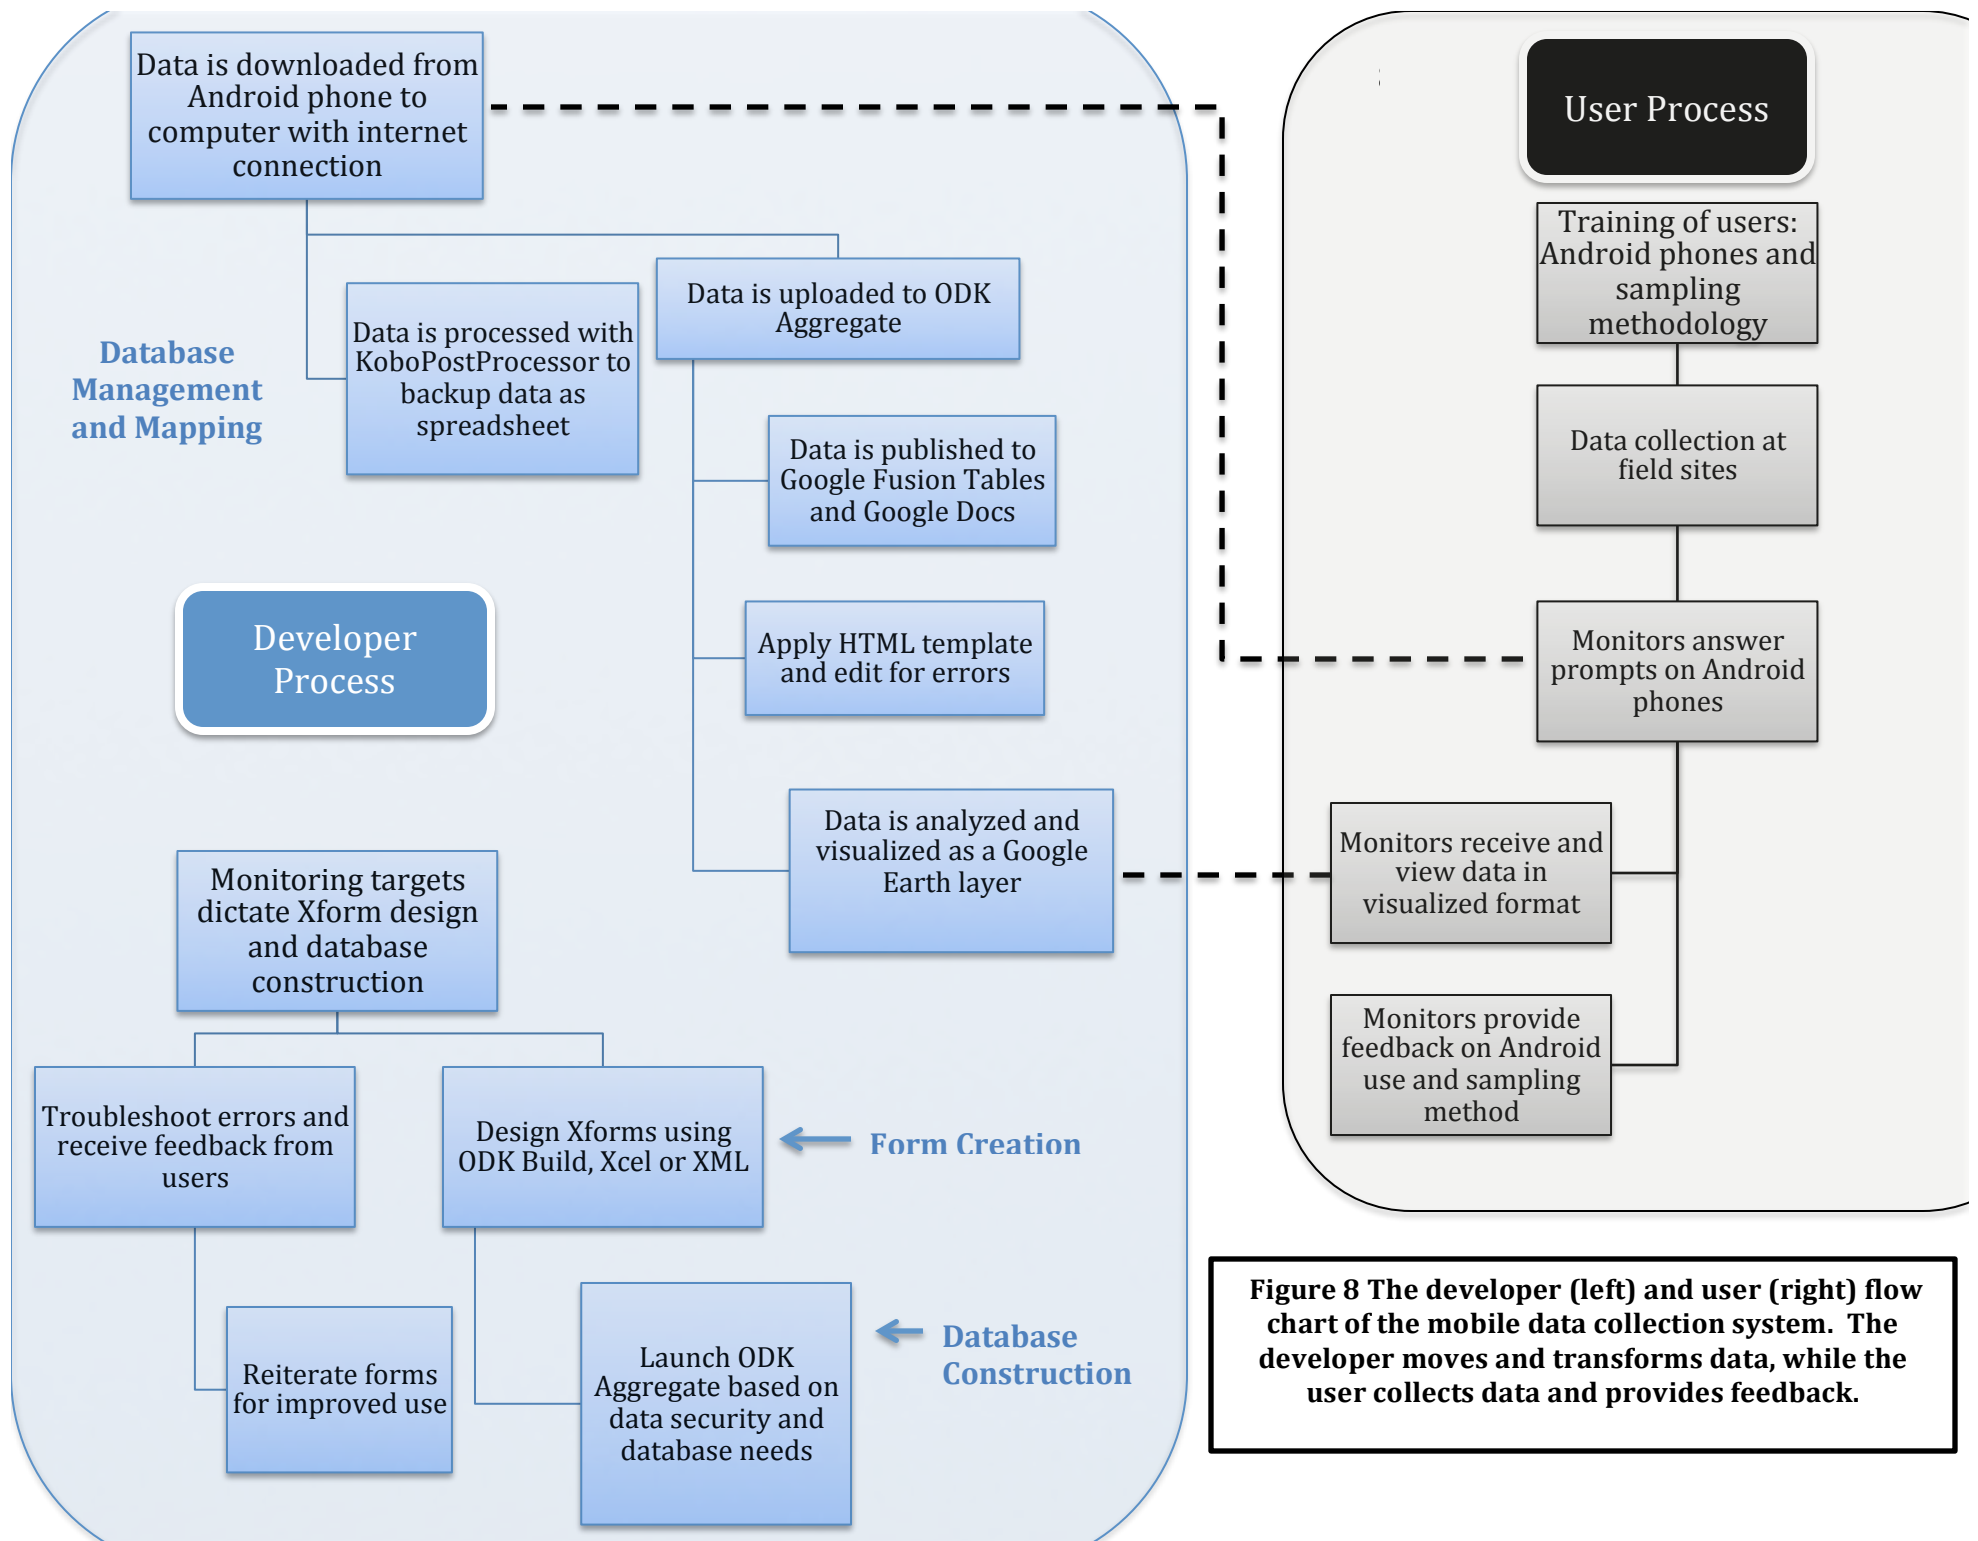 Data is downloaded from
Android phone to
computer with internet
connection
Data is uploaded to ODK
Aggregate
Data is processed with
KoboPostProcessor to
backup data as
spreadsheet
Database
Management
and Mapping
Data is published to
Google Fusion Tables
and Google Docs
Developer
Process
Apply HTML template
and edit for errors
Data is analyzed and
visualized as a Google
Earth layer
Monitoring targets
dictate Xform design
and database
construction
Troubleshoot errors and
receive feedback from
users
Design Xforms using
ODK Build, Xcel or XML
Form Creation
Reiterate forms
for improved use
Launch ODK
Aggregate based on
data security and
database needs
Database
Construction
User Process
Training of users:
Android phones and
sampling
methodology
Data collection at
field sites
Monitors answer
prompts on Android
phones
Monitors receive and
view data in
visualized format
Monitors provide
feedback on Android
use and sampling
method
Figure 8 The developer (left) and user (right) flow
chart of the mobile data collection system.  The
developer moves and transforms data, while the
user collects data and provides feedback.